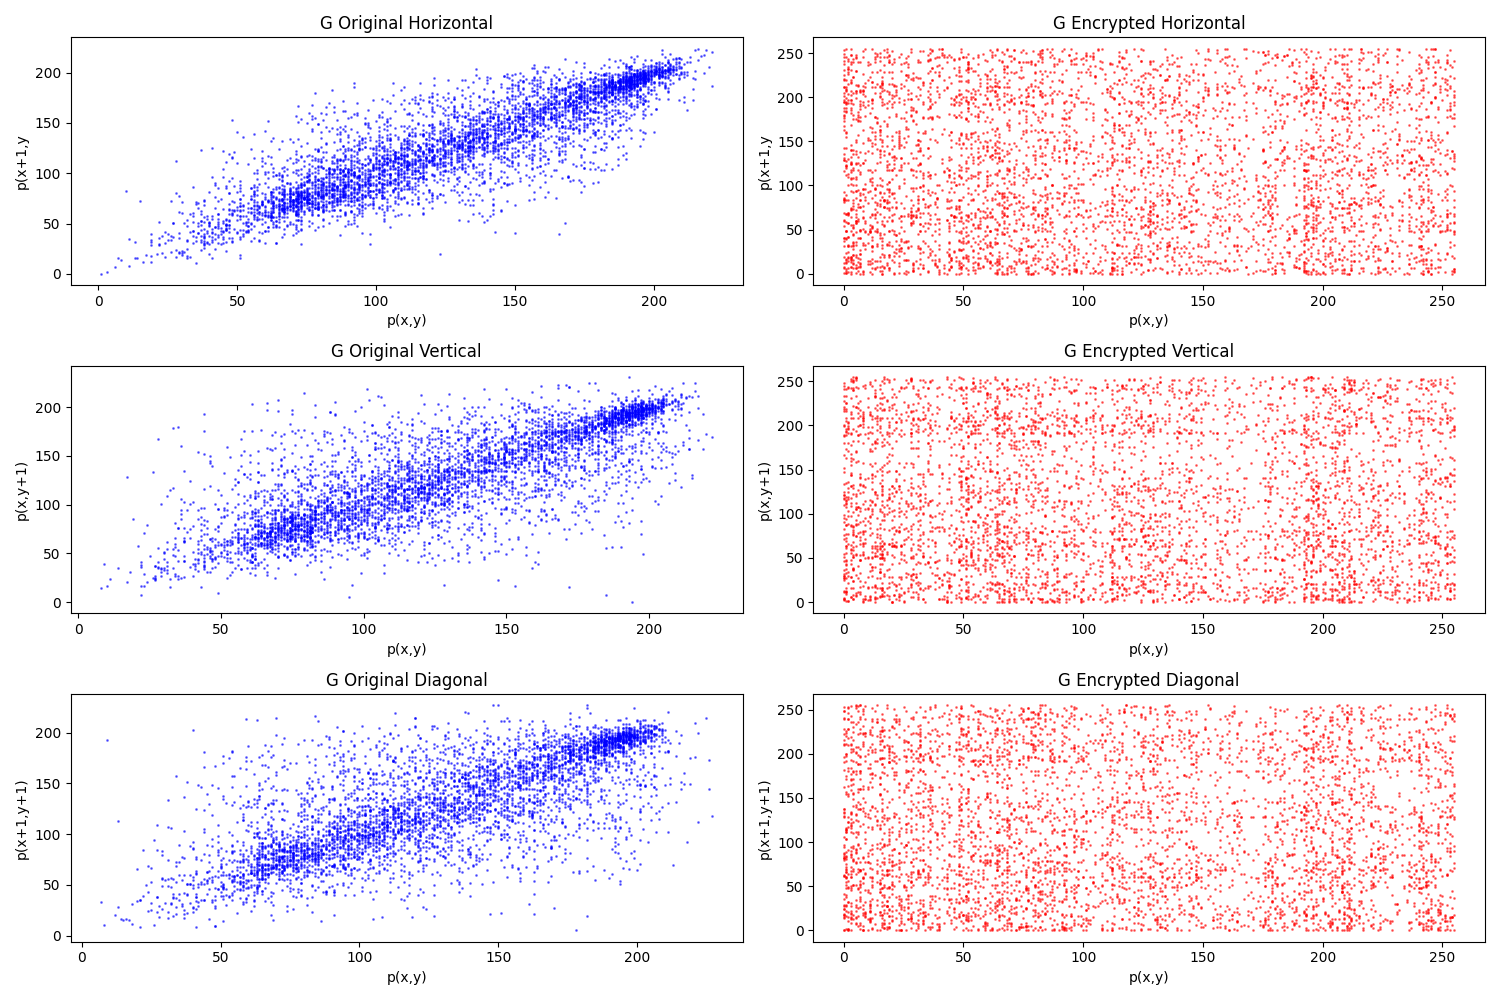 G Original Horizontal
p(x+1,y
200
150
100
50
0
0 50 100 150 200
p(x,y)
G Encrypted Horizontal
p(x+1,y
250
200
150
100
50
0
0 50 100 150 200 250
p(x,y)
G Original Vertical
p(x,y+1)
200
150
100
50
0
0 50 100 150 200
p(x,y)
G Encrypted Vertical
p(x,y+1)
250
200
150
100
50
0
0 50 100 150 200 250
p(x,y)
G Original Diagonal
p(x+1,y+1)
200
150
100
50
0
0 50 100 150 200
p(x,y)
G Encrypted Diagonal
p(x+1,y+1)
250
200
150
100
50
0
0 50 100 150 200 250
p(x,y)